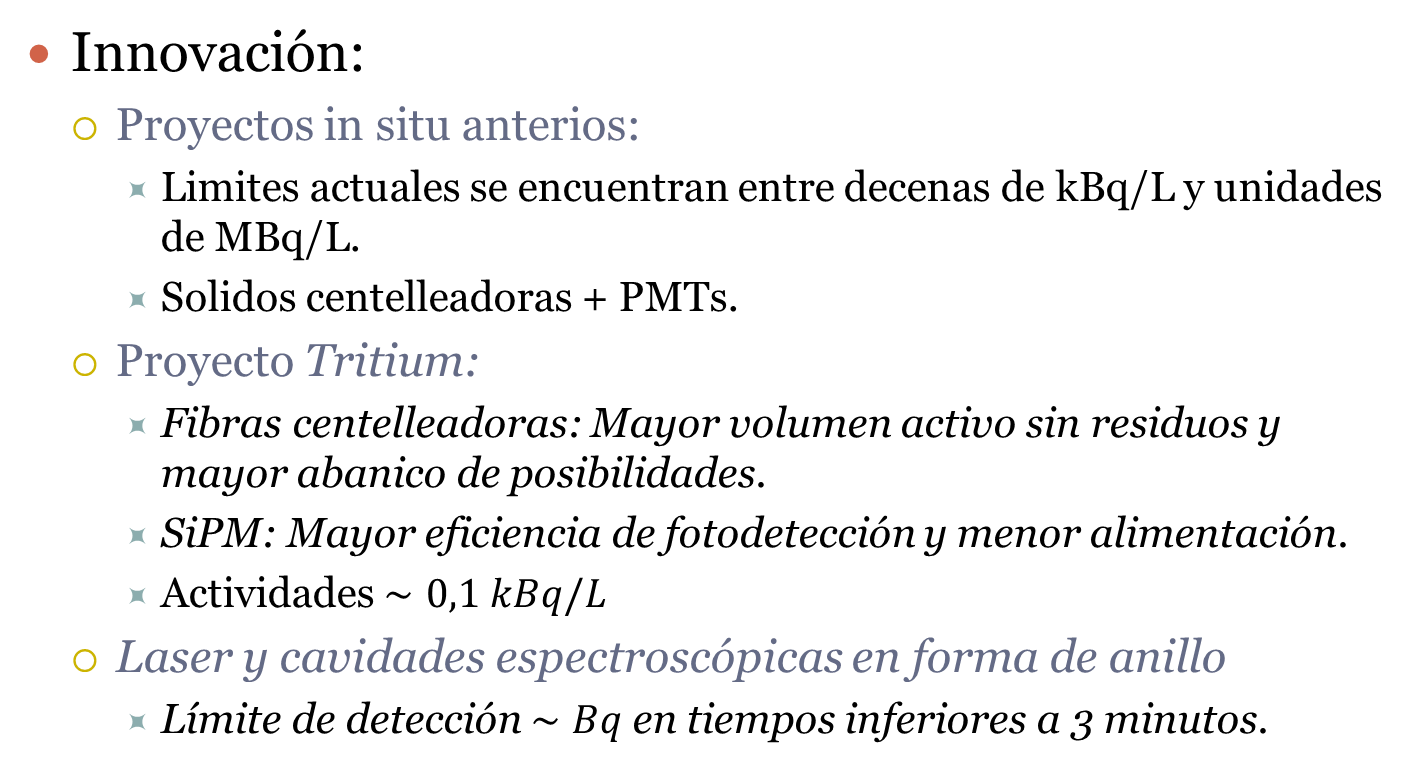 Innovación:
Proyectos in situ anterios:
Limites actuales se encuentran entre decenas de kBq/L y unidades
de MBq/L.
Solidos centelleadoras + PMTs.
Proyecto Tritium:
Fibras centelleadoras: Mayor volumen activo sin residuos y
mayor abanico de posibilidades.
SiPM: Mayor eficiencia de fotodetección y menor alimentación.
Actividades ~ 0,1 kBq/L
Laser y cavidades espectroscópicas en forma de anillo
Límite de detección ~ Bq en tiempos inferiores a 3 minutos.